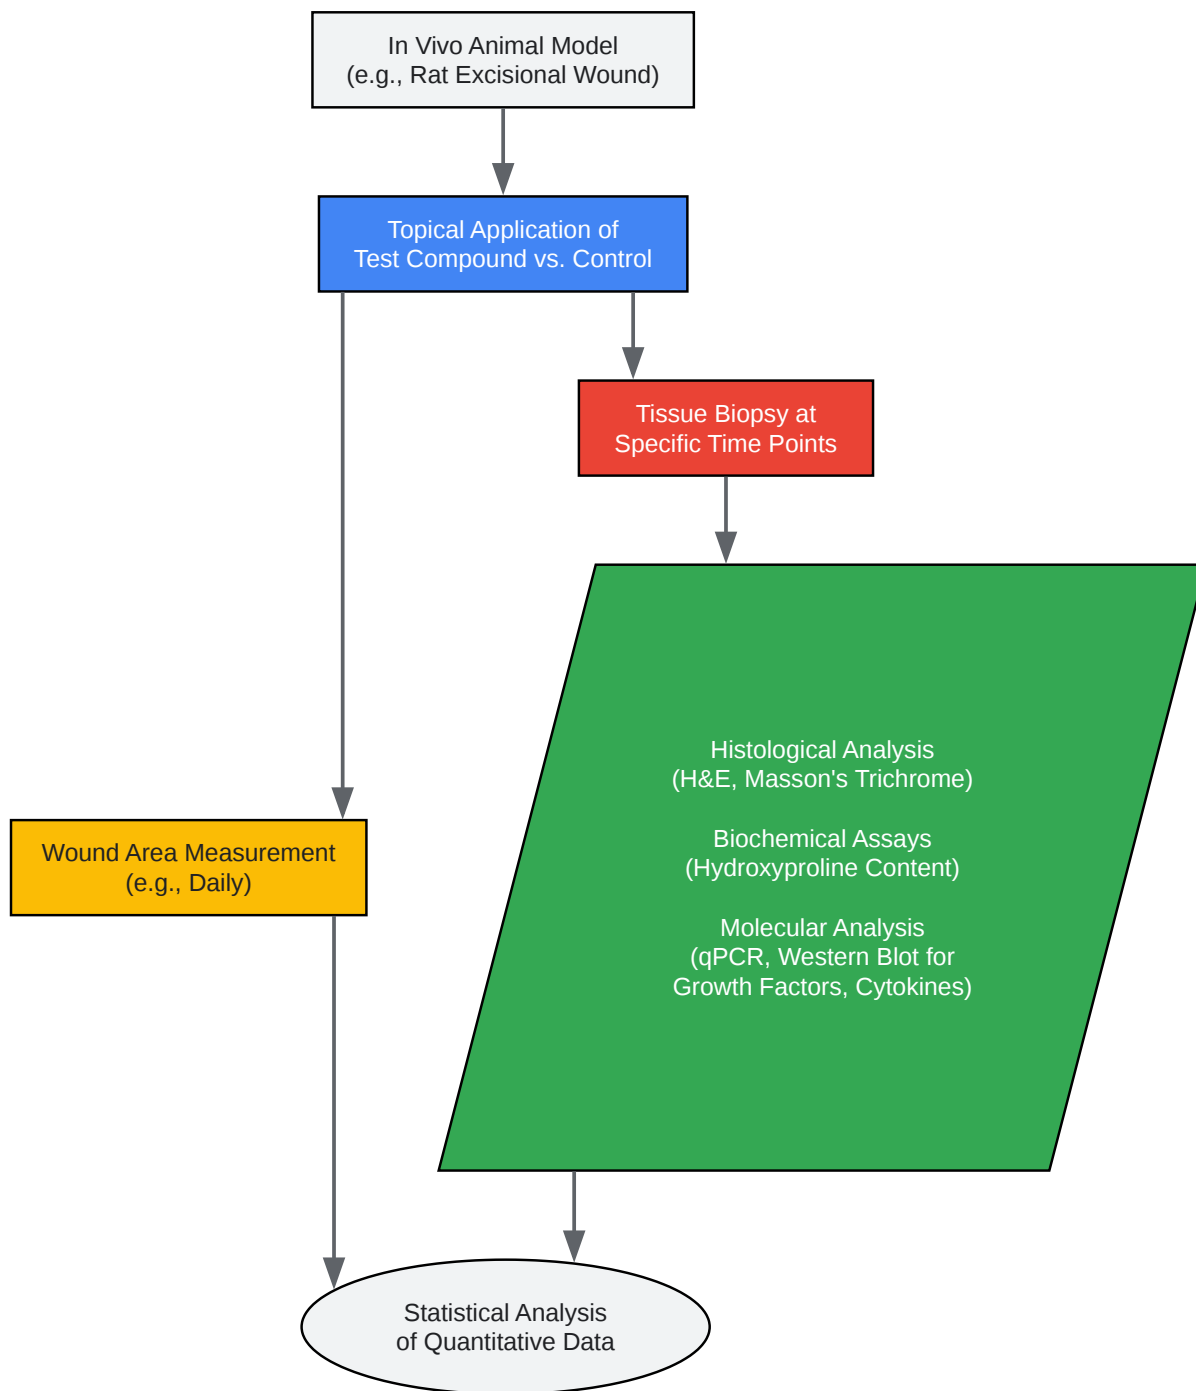 In Vivo Animal Model
(e.g., Rat Excisional Wound)
Topical Application of
Test Compound vs. Control
Tissue Biopsy at
Specific Time Points
Histological Analysis
(H&E, Masson's Trichrome)
Biochemical Assays
(Hydroxyproline Content)
Molecular Analysis
(qPCR, Western Blot for
Growth Factors, Cytokines)
Wound Area Measurement
(e.g., Daily)
Statistical Analysis
of Quantitative Data